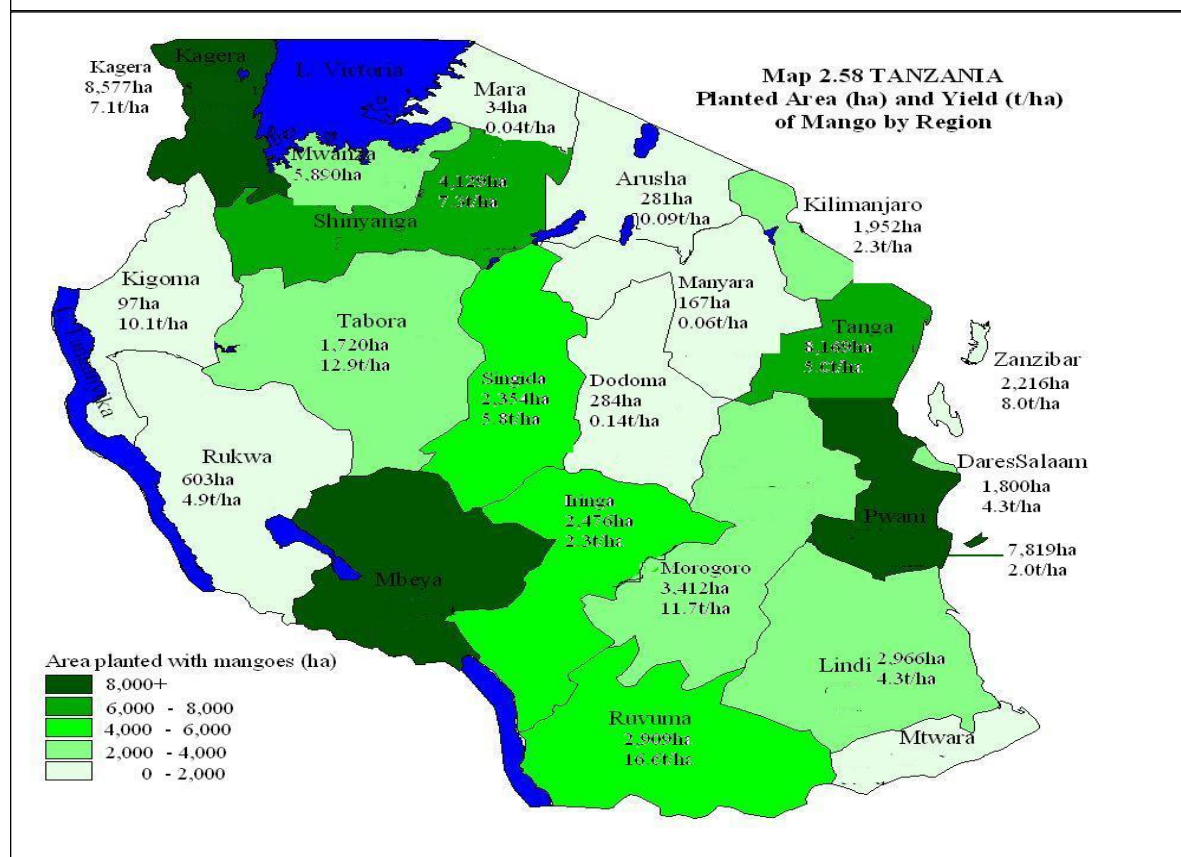 Map 2.58 TANZANIA
Planted Area (ha) and Yield (t/ha)
of Mango by Region
Kagera
8,577ha
7.1t/ha
Kagera
L. Victoria
Mara
34ha
0.04t/ha
Mwanza
5,890ha
4,129ha
7.3t/ha
Shinyanga
Arusha
281ha
0.09t/ha
Kilimanjaro
1,952ha
2.3t/ha
Kigoma
97ha
10.1t/ha
Tabora
1,720ha
12.9t/ha
Singida
2,354ha
5.8t/ha
Dodoma
284ha
0.14t/ha
Manyara
167ha
0.06t/ha
Tanga
8,169ha
Zanzibar
2,216ha
8.0t/ha
DaresSalaam
1,800ha
4.3t/ha
Pwani
7,819ha
2.0t/ha
Rukwa
603ha
4.9t/ha
Mbeya
Iringa
2,476ha
2.3t/ha
Morogoro
3,412ha
11.7t/ha
Lindi
2,966ha
4.3t/ha
Ruvuma
2,909ha
16.6t/ha
Mtwara
Area planted with mangoes (ha)
8,000+
6,000 - 8,000
4,000 - 6,000
2,000 - 4,000
0 - 2,000